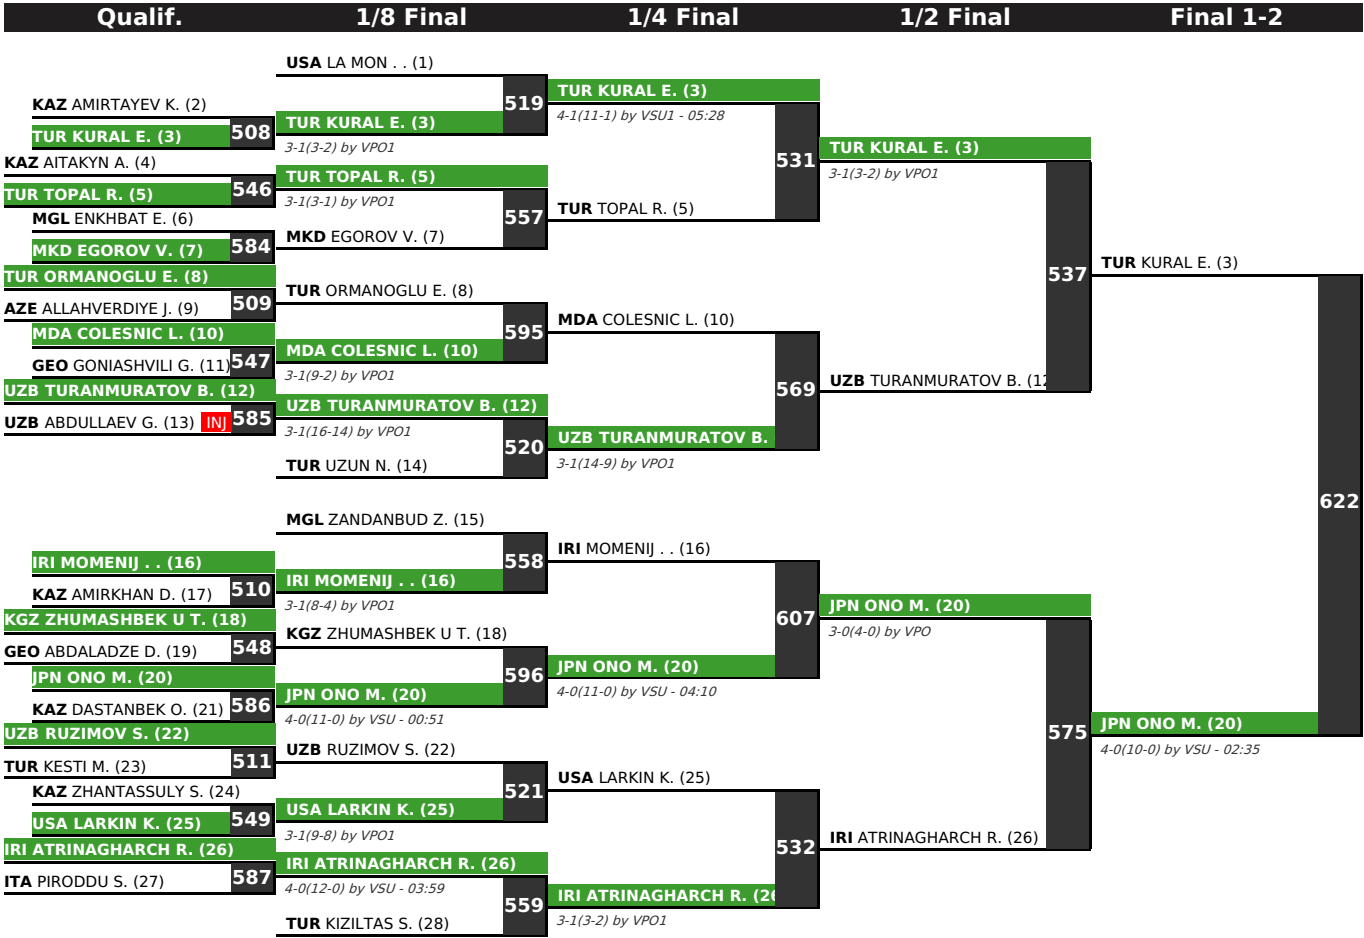 Qualif. 1/8 Final 1/4 Final 1/2 Final Final 1-2
USA LA MON . . (1)
KAZ AMIRTAYEV K. (2)
508
TUR KURAL E. (3)
KAZ AITAKYN A. (4)
546
TUR TOPAL R. (5)
MGL ENKHBAT E. (6)
584
MKD EGOROV V. (7)
TUR ORMANOGLU E. (8)
509
AZE ALLAHVERDIYE J. (9)
MDA COLESNIC L. (10)
547
GEO GONIASHVILI G. (11)
UZB TURANMURATOV B. (12)
585
UZB ABDULLAEV G. (13) INJ
IRI MOMENIJ . . (16)
510
KAZ AMIRKHAN D. (17)
KGZ ZHUMASHBEK U T. (18)
548
GEO ABDALADZE D. (19)
JPN ONO M. (20)
586
KAZ DASTANBEK O. (21)
UZB RUZIMOV S. (22)
511
TUR KESTI M. (23)
KAZ ZHANTASSULY S. (24)
549
USA LARKIN K. (25)
IRI ATRINAGHARCH R. (26)
587
ITA PIRODDU S. (27)
519
TUR KURAL E. (3)
3-1(3-2) by VPO1
TUR TOPAL R. (5)
3-1(3-1) by VPO1
557
MKD EGOROV V. (7)
TUR ORMANOGLU E. (8)
595
MDA COLESNIC L. (10)
3-1(9-2) by VPO1
UZB TURANMURATOV B. (12)
3-1(16-14) by VPO1
520
TUR UZUN N. (14)
MGL ZANDANBUD Z. (15)
558
IRI MOMENIJ . . (16)
3-1(8-4) by VPO1
KGZ ZHUMASHBEK U T. (18)
596
JPN ONO M. (20)
4-0(11-0) by VSU - 00:51
UZB RUZIMOV S. (22)
521
USA LARKIN K. (25)
3-1(9-8) by VPO1
IRI ATRINAGHARCH R. (26)
4-0(12-0) by VSU - 03:59
559
TUR KIZILTAS S. (28)
TUR KURAL E. (3)
4-1(11-1) by VSU1 - 05:28
531
TUR TOPAL R. (5)
MDA COLESNIC L. (10)
569
UZB TURANMURATOV B.
3-1(14-9) by VPO1
IRI MOMENIJ . . (16)
607
JPN ONO M. (20)
4-0(11-0) by VSU - 04:10
USA LARKIN K. (25)
532
IRI ATRINAGHARCH R. (26
3-1(3-2) by VPO1
TUR KURAL E. (3)
3-1(3-2) by VPO1
537
UZB TURANMURATOV B. (12
JPN ONO M. (20)
3-0(4-0) by VPO
575
IRI ATRINAGHARCH R. (26)
TUR KURAL E. (3)
622
JPN ONO M. (20)
4-0(10-0) by VSU - 02:35